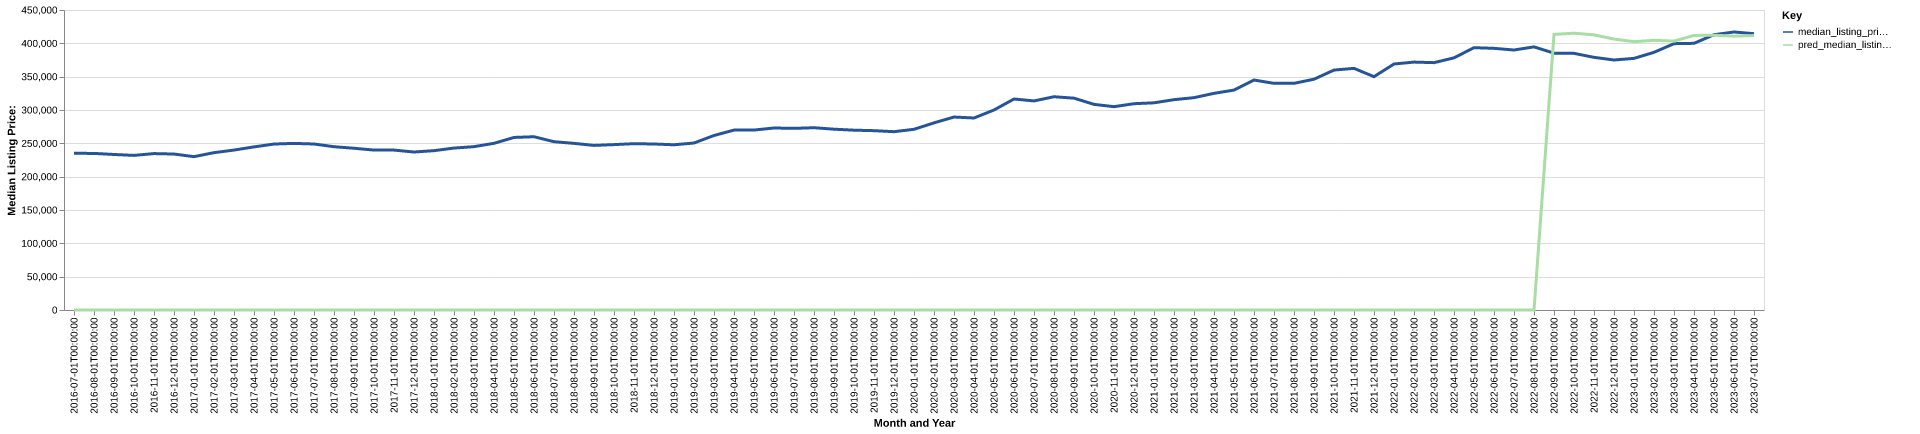 450,000
400,000
350,000
300,000
250,000
200,000
150,000
100,000
50,000
0
Median Listing Price:
2016-07-01T00:00:00
2016-08-01T00:00:00
2016-09-01T00:00:00
2016-10-01T00:00:00
2016-11-01T00:00:00
2016-12-01T00:00:00
2017-01-01T00:00:00
2017-02-01T00:00:00
2017-03-01T00:00:00
2017-04-01T00:00:00
2017-05-01T00:00:00
2017-06-01T00:00:00
2017-07-01T00:00:00
2017-08-01T00:00:00
2017-09-01T00:00:00
2017-10-01T00:00:00
2017-11-01T00:00:00
2017-12-01T00:00:00
2018-01-01T00:00:00
2018-02-01T00:00:00
2018-03-01T00:00:00
2018-04-01T00:00:00
2018-05-01T00:00:00
2018-06-01T00:00:00
2018-07-01T00:00:00
2018-08-01T00:00:00
2018-09-01T00:00:00
2018-10-01T00:00:00
2018-11-01T00:00:00
2018-12-01T00:00:00
2019-01-01T00:00:00
2019-02-01T00:00:00
2019-03-01T00:00:00
2019-04-01T00:00:00
2019-05-01T00:00:00
2019-06-01T00:00:00
2019-07-01T00:00:00
2019-08-01T00:00:00
2019-09-01T00:00:00
2019-10-01T00:00:00
2019-11-01T00:00:00
2019-12-01T00:00:00
2020-01-01T00:00:00
2020-02-01T00:00:00
2020-03-01T00:00:00
2020-04-01T00:00:00
2020-05-01T00:00:00
2020-06-01T00:00:00
2020-07-01T00:00:00
2020-08-01T00:00:00
2020-09-01T00:00:00
2020-10-01T00:00:00
2020-11-01T00:00:00
2020-12-01T00:00:00
2021-01-01T00:00:00
2021-02-01T00:00:00
2021-03-01T00:00:00
2021-04-01T00:00:00
2021-05-01T00:00:00
2021-06-01T00:00:00
2021-07-01T00:00:00
2021-08-01T00:00:00
2021-09-01T00:00:00
2021-10-01T00:00:00
2021-11-01T00:00:00
2021-12-01T00:00:00
2022-01-01T00:00:00
2022-02-01T00:00:00
2022-03-01T00:00:00
2022-04-01T00:00:00
2022-05-01T00:00:00
2022-06-01T00:00:00
2022-07-01T00:00:00
2022-08-01T00:00:00
2022-09-01T00:00:00
2022-10-01T00:00:00
2022-11-01T00:00:00
2022-12-01T00:00:00
2023-01-01T00:00:00
2023-02-01T00:00:00
2023-03-01T00:00:00
2023-04-01T00:00:00
2023-05-01T00:00:00
2023-06-01T00:00:00
2023-07-01T00:00:00
Month and Year
Key
median_listing_pri…
pred_median_listin…